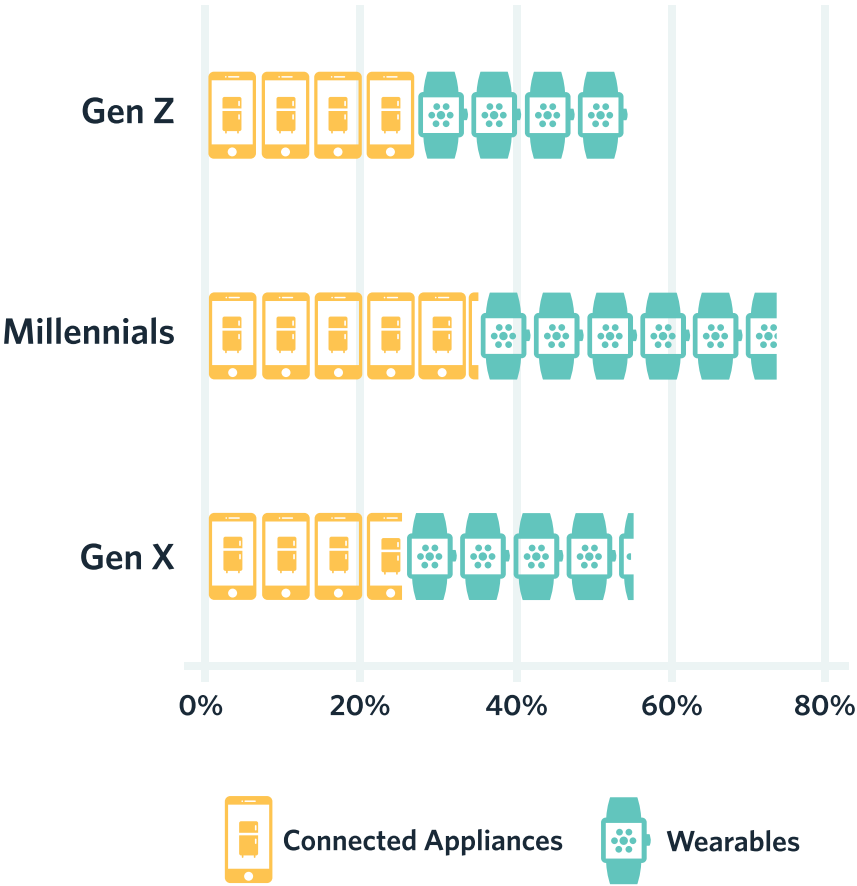 Gen Z
Millennials
Gen X
0% 20% 40% 60% 80%
Connected Appliances Wearables